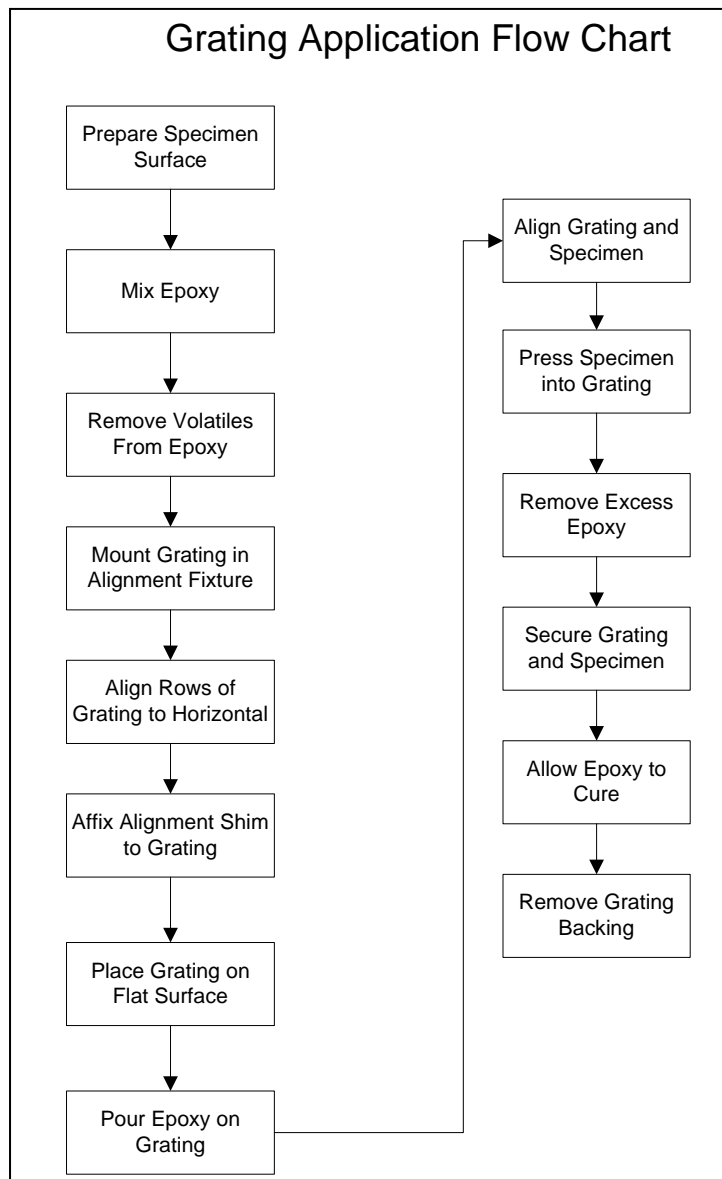 Grating Application Flow Chart
Prepare Specimen
Surface
Mix Epoxy
Remove Volatiles
From Epoxy
Mount Grating in
Alignment Fixture
Align Rows of
Grating to Horizontal
Affix Alignment Shim
to Grating
Place Grating on
Flat Surface
Pour Epoxy on
Grating
Align Grating and
Specimen
Press Specimen
into Grating
Remove Excess
Epoxy
Secure Grating
and Specimen
Allow Epoxy to
Cure
Remove Grating
Backing